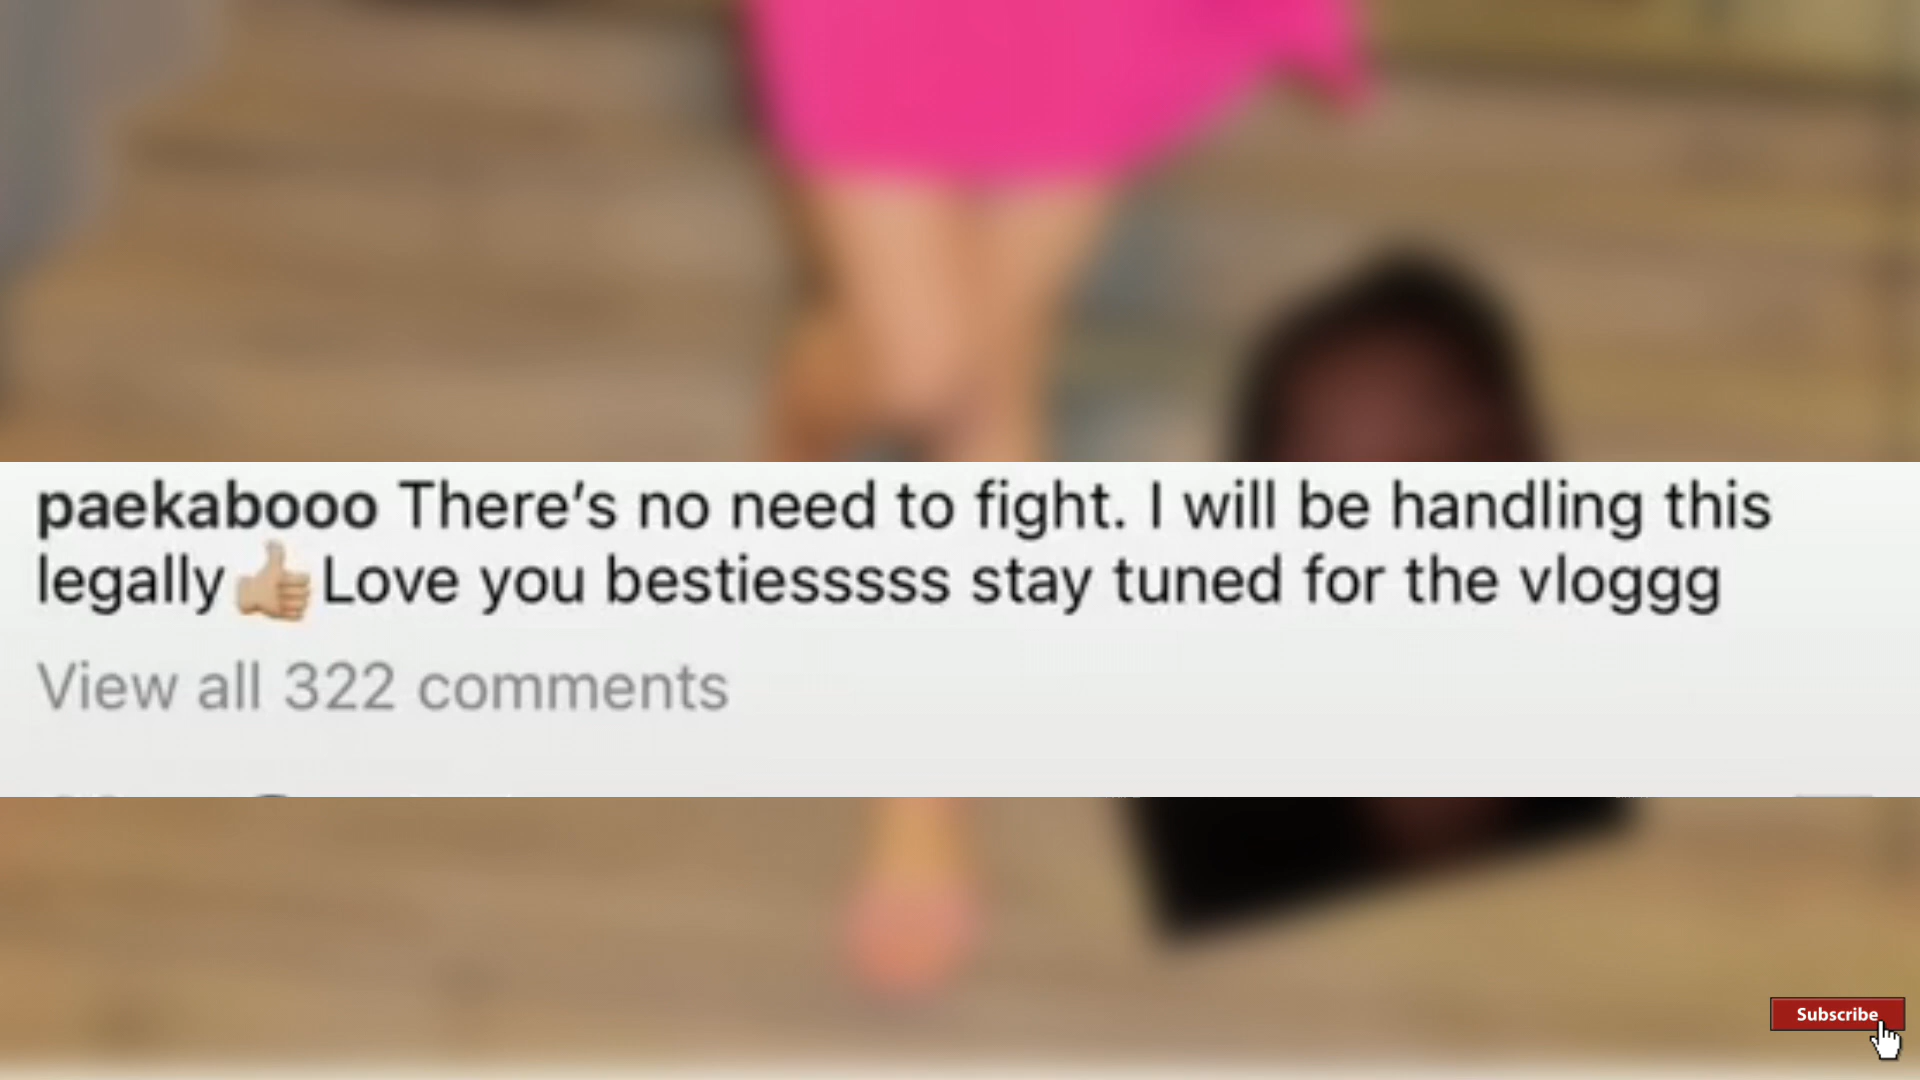 paekabooo There's no need to fight. I will be handling this
legally👍🏼Love you bestiesssss stay tuned for the vloggg
View all 322 comments
Subscribe